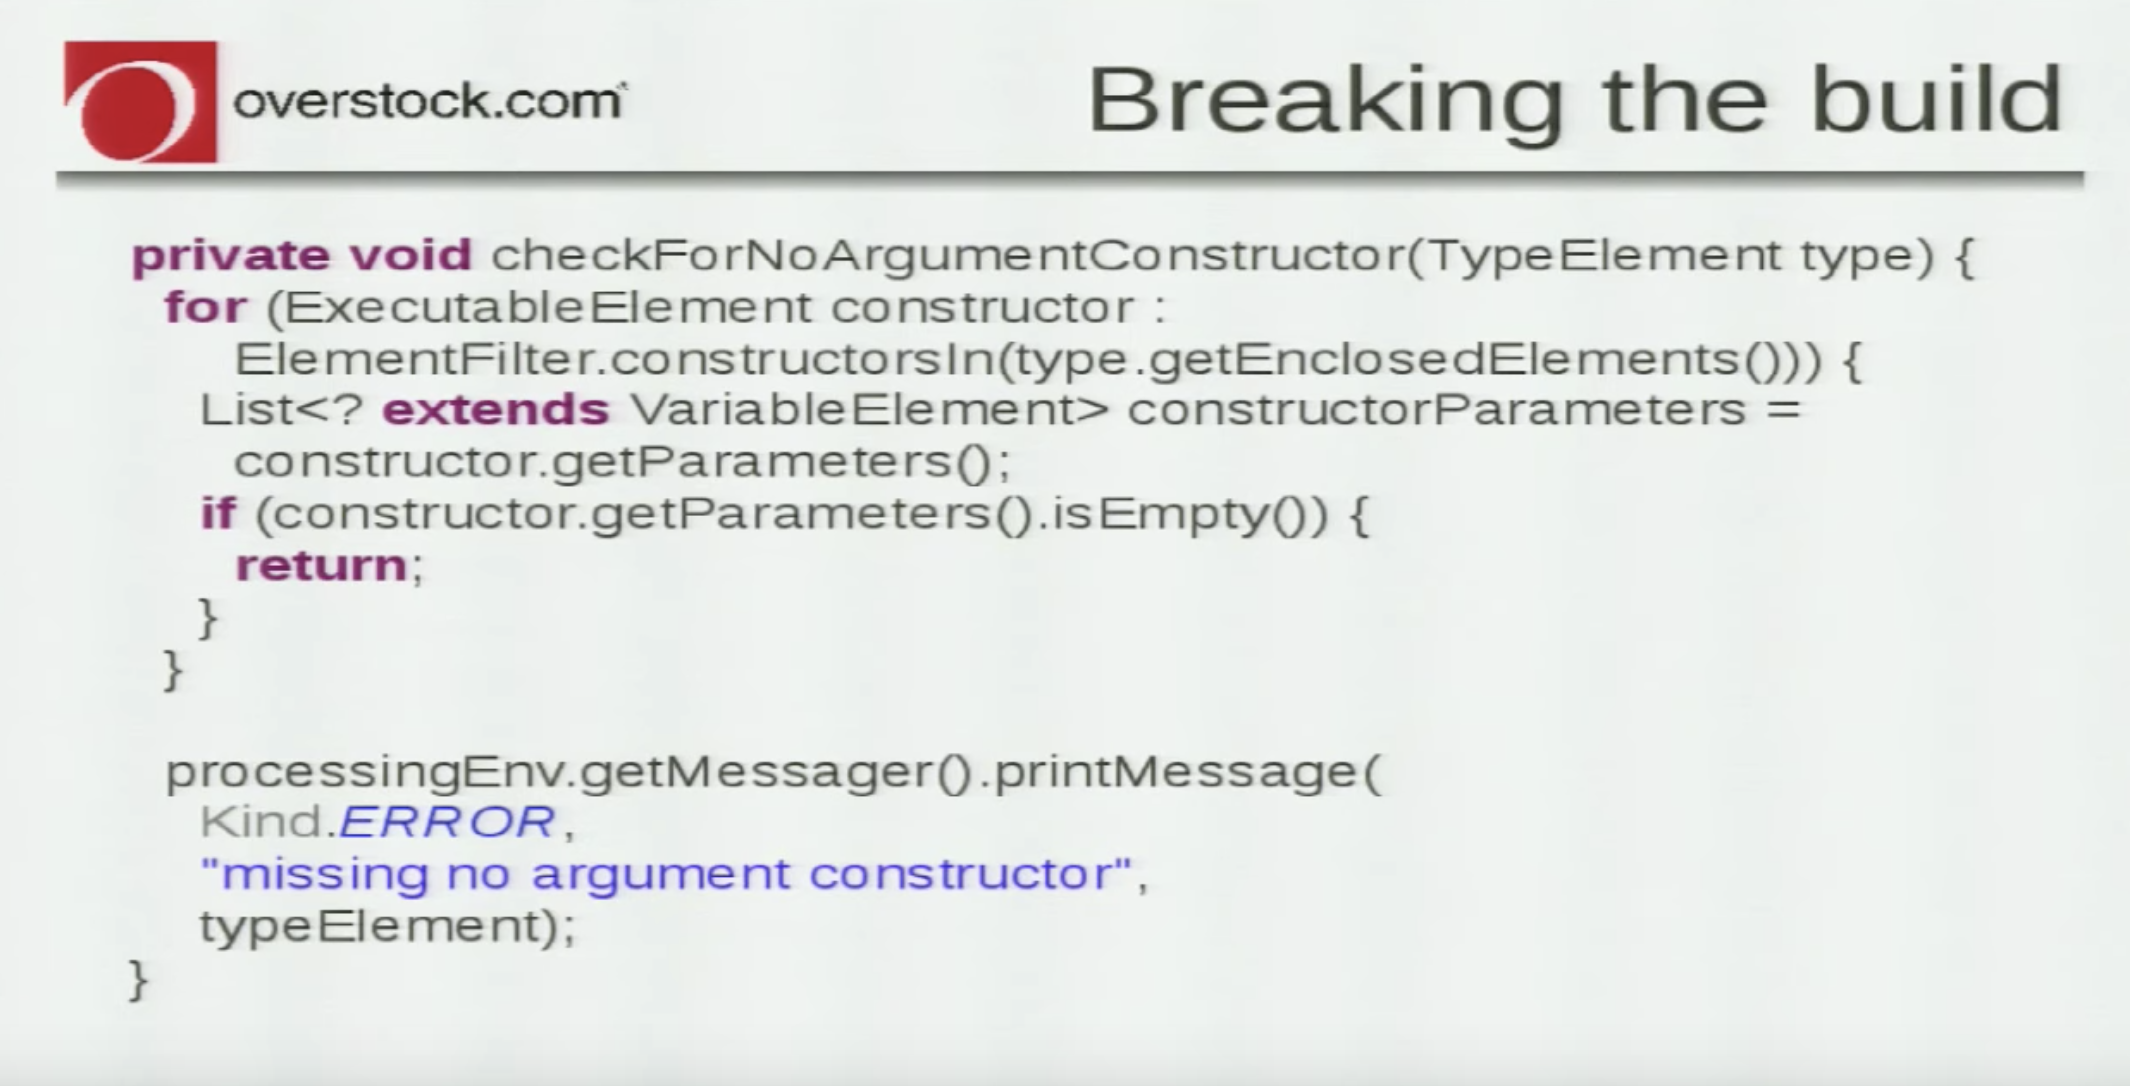 overstock.com
Breaking the build
private void checkForNoArgumentConstructor(TypeElement type) {
for (ExecutableElement constructor :
ElementFilter.constructorsIn(type.getEnclosedElements())) {
List<? extends VariableElement> constructorParameters =
constructor.getParameters();
if (constructor.getParameters().isEmpty()) {
return;
}
}
processingEnv.getMessager().printMessage(
Kind.ERROR,
"missing no argument constructor",
typeElement);
}